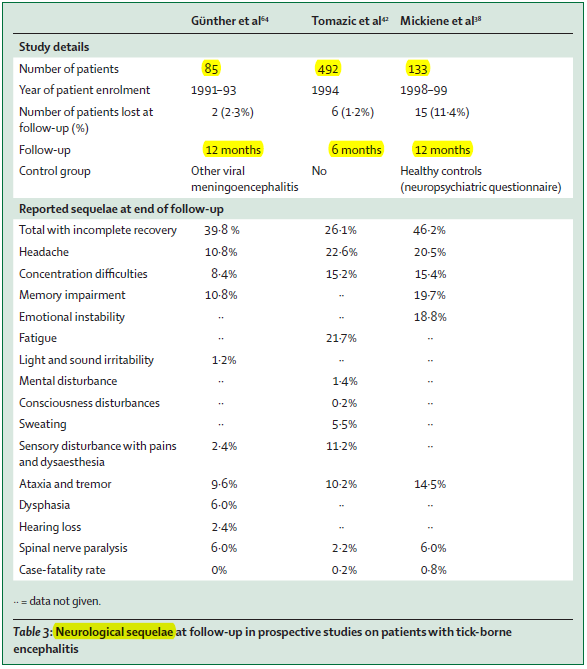 Günther et al⁶⁴ Tomazic et al⁴² Mickiene et al³⁸
Study details
Number of patients 85 492 133
Year of patient enrolment 1991–93 1994 1998–99
Number of patients lost at 2 (2·3%) 6 (1·2%) 15 (11·4%)
follow-up (%)
Follow-up 12 months 6 months 12 months
Control group Other viral No Healthy controls
meningoencephalitis (neuropsychiatric questionnaire)
Reported sequelae at end of follow-up
Total with incomplete recovery 39·8 % 26·1% 46·2%
Headache 10·8% 22·6% 20·5%
Concentration difficulties 8·4% 15·2% 15·4%
Memory impairment 10·8% ·· 19·7%
Emotional instability ·· ·· 18·8%
Fatigue ·· 21·7% ··
Light and sound irritability 1·2% ·· ··
Mental disturbance ·· 1·4% ··
Consciousness disturbances ·· 0·2% ··
Sweating ·· 5·5% ··
Sensory disturbance with pains 2·4% 11·2% ··
and dysaesthesia
Ataxia and tremor 9·6% 10·2% 14·5%
Dysphasia 6·0% ·· ··
Hearing loss 2·4% ·· ··
Spinal nerve paralysis 6·0% 2·2% 6·0%
Case-fatality rate 0% 0·2% 0·8%
·· = data not given.
Table 3: Neurological sequelae at follow-up in prospective studies on patients with tick-borne
encephalitis